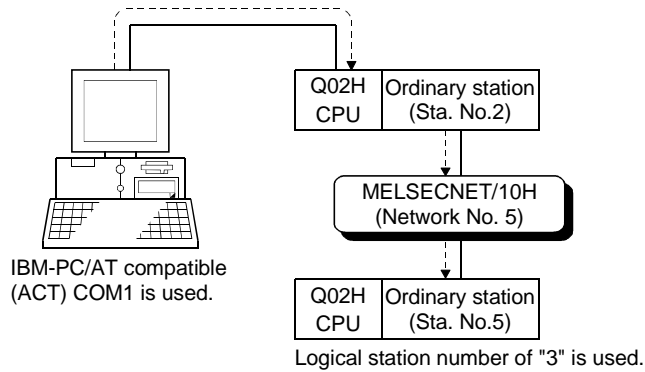 Q02H
CPU
Ordinary station
(Sta. No.2)
MELSECNET/10H
(Network No. 5)
IBM-PC/AT compatible
(ACT) COM1 is used.
Q02H
CPU
Ordinary station
(Sta. No.5)
Logical station number of "3" is used.